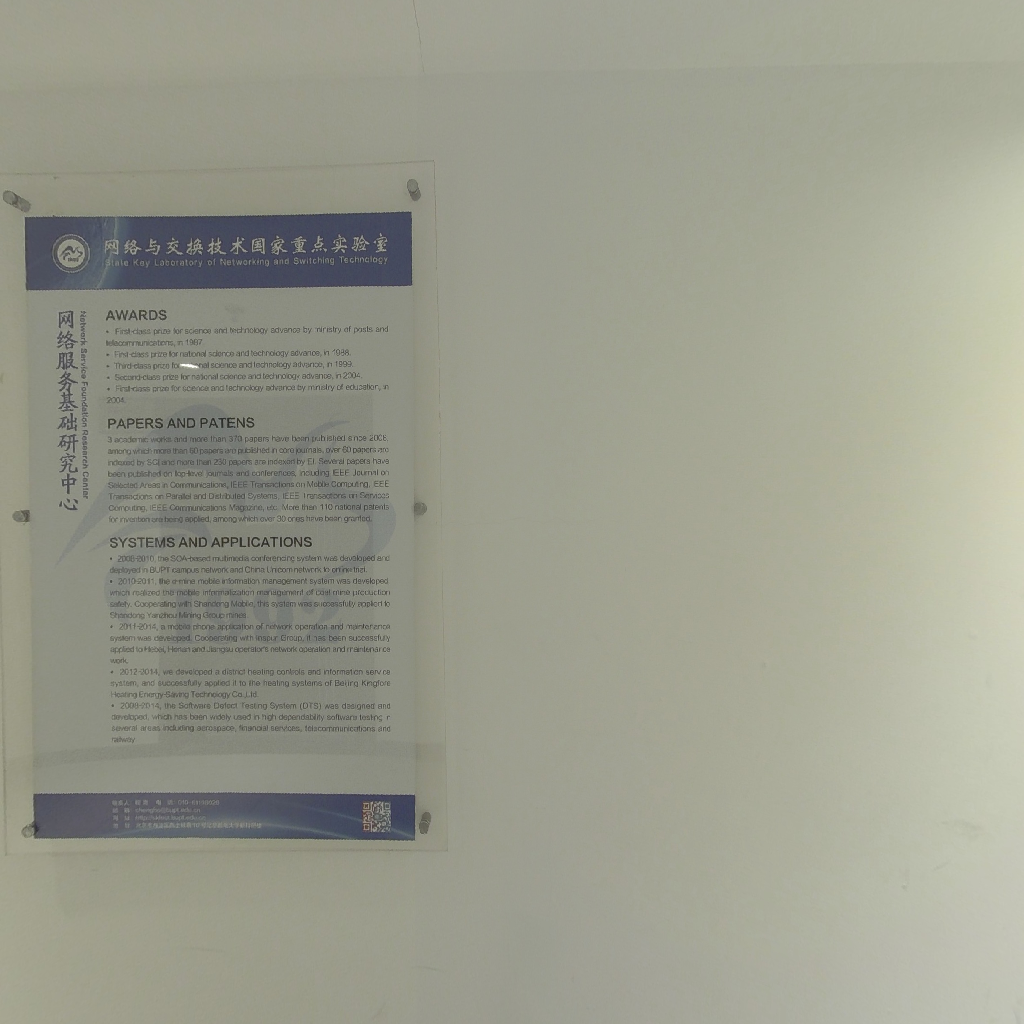 网络与交换技术国家重点实验室
State Key Laboratory of Networking and Switching Technology
网络服务基础研究中心
Network Service Foundation Research Center
AWARDS
• First-class prize for science and technology advance by ministry of posts and
telecommunications, in 1987.
• First-class prize for national science and technology advance, in 1988.
• Third-class prize for science and technology advance, in 1999.
• Second-class prize for national science and technology advance, in 2004.
• First-class prize for science and technology advance by ministry of education, in
2004.
PAPERS AND PATENS
3 academic works and more than 370 papers have been published since 2006,
among which more than 60 papers are published in core journals, over 60 papers are
indexed by SCI and more than 230 papers are indexed by EI. Several papers have
been published on top-level journals and conferences, including IEEE Journal on
Selected Areas in Communications, IEEE Transactions on Mobile Computing, IEEE
Transactions on Parallel and Distributed Systems, IEEE Transactions on Services
Computing, IEEE Communications Magazine, etc. More than 110 national patents
for invention are being applied, among which over 30 ones have been granted.
SYSTEMS AND APPLICATIONS
• 2008-2010, the SOA-based multimedia conferencing system was developed and
deployed in BUPT campus network and China Unicom network to online trial.
• 2010-2011, the e-mine mobile information management system was developed,
which realized the mobile informatization management of coal mine production
safety. Cooperating with Shandong Mobile, this system was successfully applied to
Shandong Yanzhou Mining Group mines.
• 2011-2014, a mobile phone application of network operation and maintenance
system was developed. Cooperating with Inspur Group, it has been successfully
applied to Hebei, Henan and Jiangsu operator's network operation and maintenance
work.
• 2012-2014, we developed a district heating controls and information service
system, and successfully applied it to the heating systems of Beijing Kingfore
Heating Energy-Saving Technology Co.,Ltd.
• 2009-2014, the Software Defect Testing System (DTS) was designed and
developed, which has been widely used in high-dependability software testing in
several areas including aerospace, financial services, telecommunications and
railway